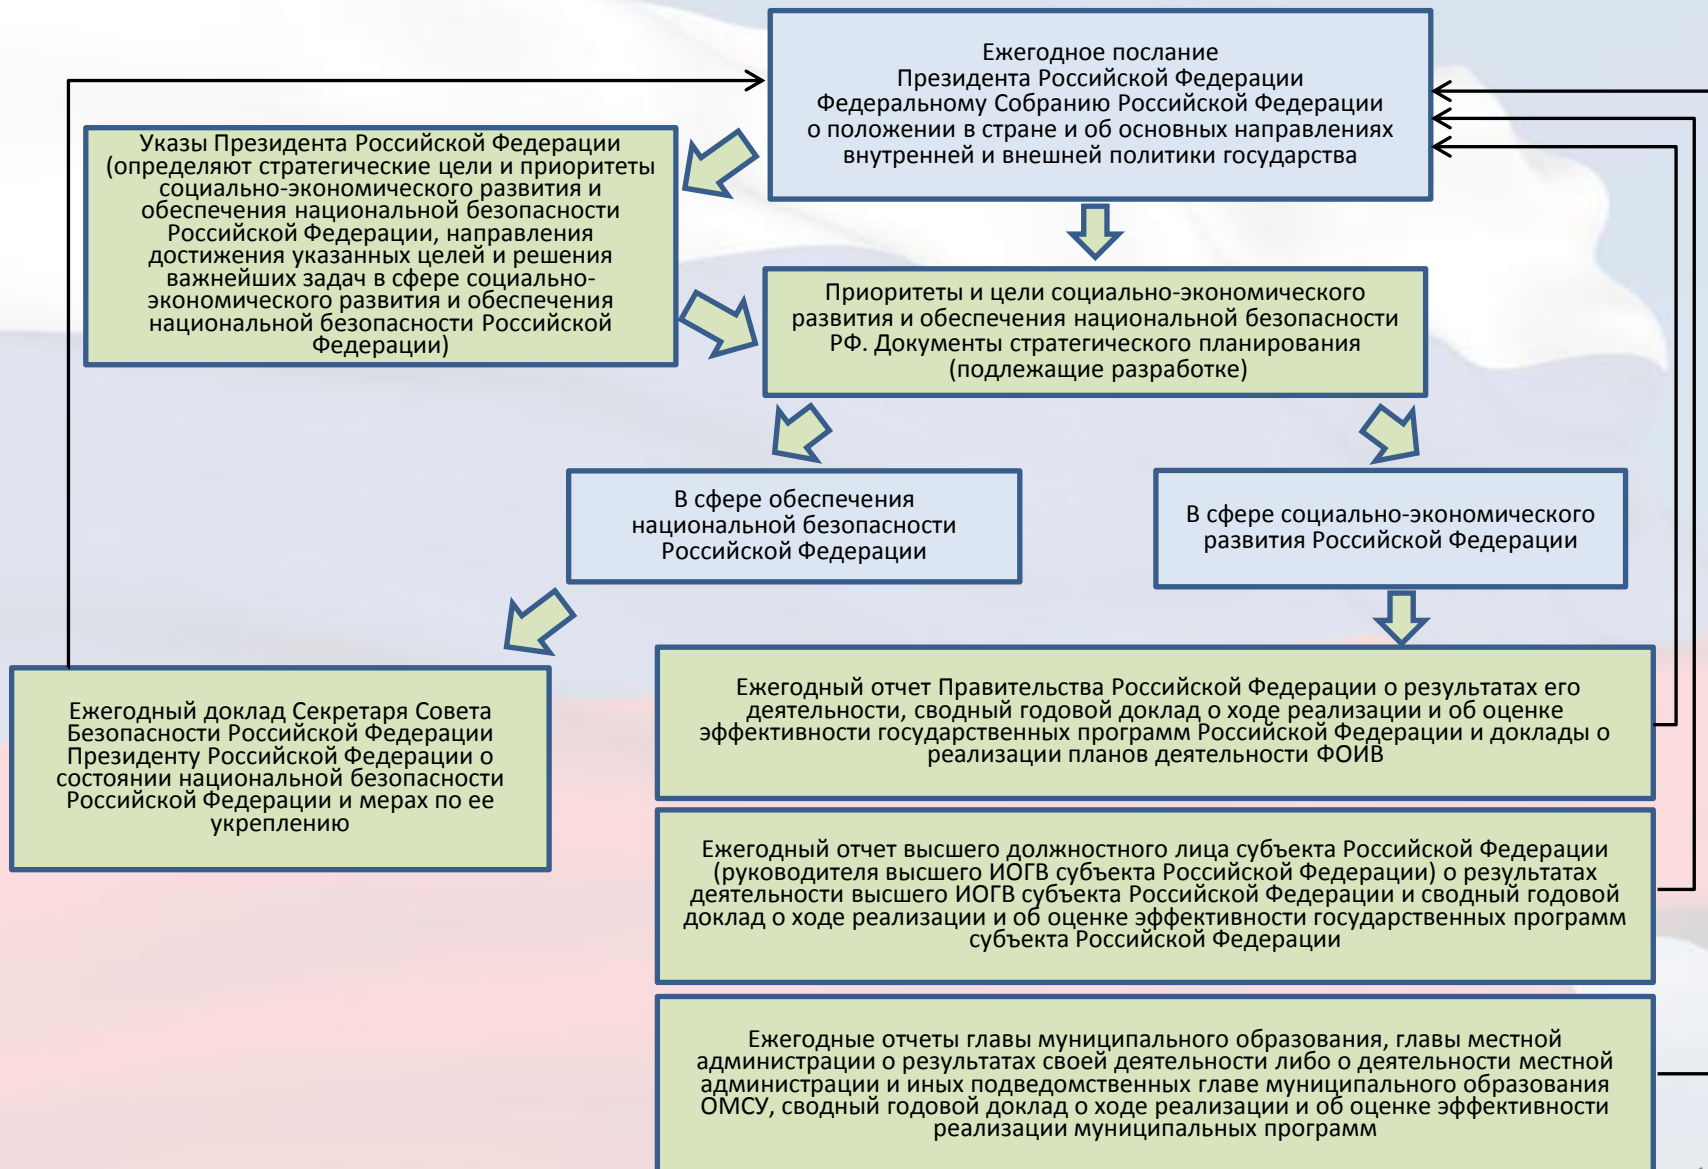 Ежегодное послание
Президента Российской Федерации
Федеральному Собранию Российской Федерации
о положении в стране и об основных направлениях
внутренней и внешней политики государства
Указы Президента Российской Федерации
(определяют стратегические цели и приоритеты
социально-экономического развития и
обеспечения национальной безопасности
Российской Федерации, направления
достижения указанных целей и решения
важнейших задач в сфере социально-
экономического развития и обеспечения
национальной безопасности Российской
Федерации)
Приоритеты и цели социально-экономического
развития и обеспечения национальной безопасности
РФ. Документы стратегического планирования
(подлежащие разработке)
В сфере обеспечения
национальной безопасности
Российской Федерации
В сфере социально-экономического
развития Российской Федерации
Ежегодный доклад Секретаря Совета
Безопасности Российской Федерации
Президенту Российской Федерации о
состоянии национальной безопасности
Российской Федерации и мерах по ее
укреплению
Ежегодный отчет Правительства Российской Федерации о результатах его
деятельности, сводный годовой доклад о ходе реализации и об оценке
эффективности государственных программ Российской Федерации и доклады о
реализации планов деятельности ФОИВ
Ежегодный отчет высшего должностного лица субъекта Российской Федерации
(руководителя высшего ИОГВ субъекта Российской Федерации) о результатах
деятельности высшего ИОГВ субъекта Российской Федерации и сводный годовой
доклад о ходе реализации и об оценке эффективности государственных программ
субъекта Российской Федерации
Ежегодные отчеты главы муниципального образования, главы местной
администрации о результатах своей деятельности либо о деятельности местной
администрации и иных подведомственных главе муниципального образования
ОМСУ, сводный годовой доклад о ходе реализации и об оценке эффективности
реализации муниципальных программ